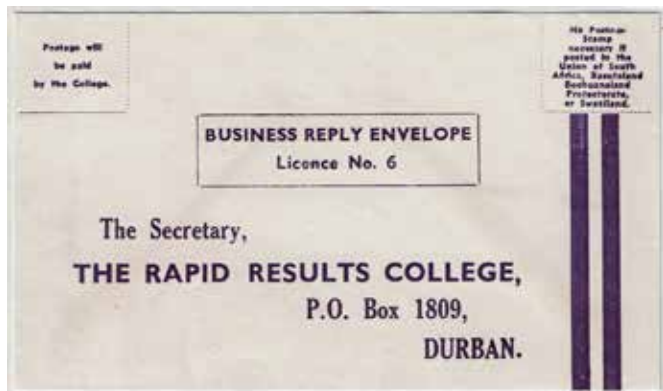 Postage will
be paid
by the College.
No Postage
Stamp
necessary if
posted in the
Union of South
Africa, Basutoland
Bechuanaland
Protectorate,
or Swaziland.
BUSINESS REPLY ENVELOPE
Licence No. 6
The Secretary,
THE RAPID RESULTS COLLEGE,
P.O. Box 1809,
DURBAN.